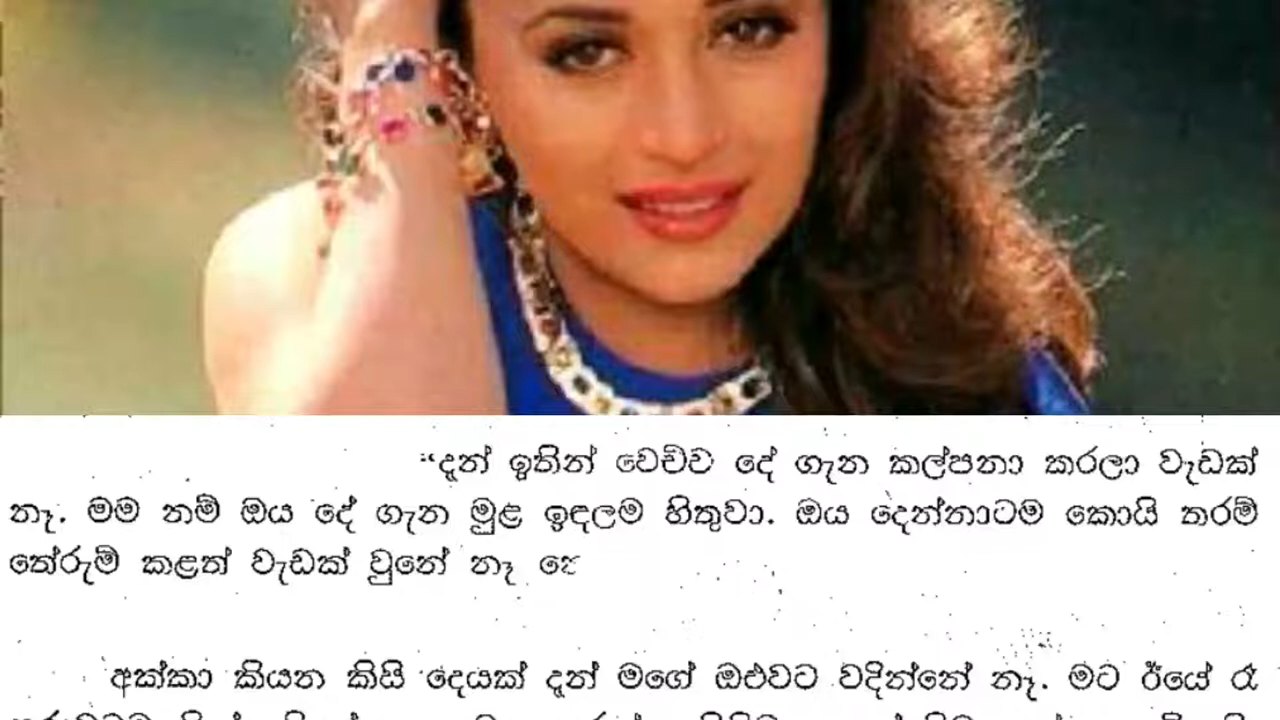 “දැන් ඉතින් වෙච්ච දේ ගැන කල්පනා කරලා වැඩක්
නෑ. මම නම් ඔය දේ ගැන මුළ ඉඳලම හිතුවා. ඔය දෙන්නාටම කොයි තරම්
තේරුම් කළත් වැඩක් වුනේ නෑ
අක්කා කියන කිසි දෙයක් දැන් මගේ ඔළුවට වදින්නේ නෑ. මට ඊයේ රෑ